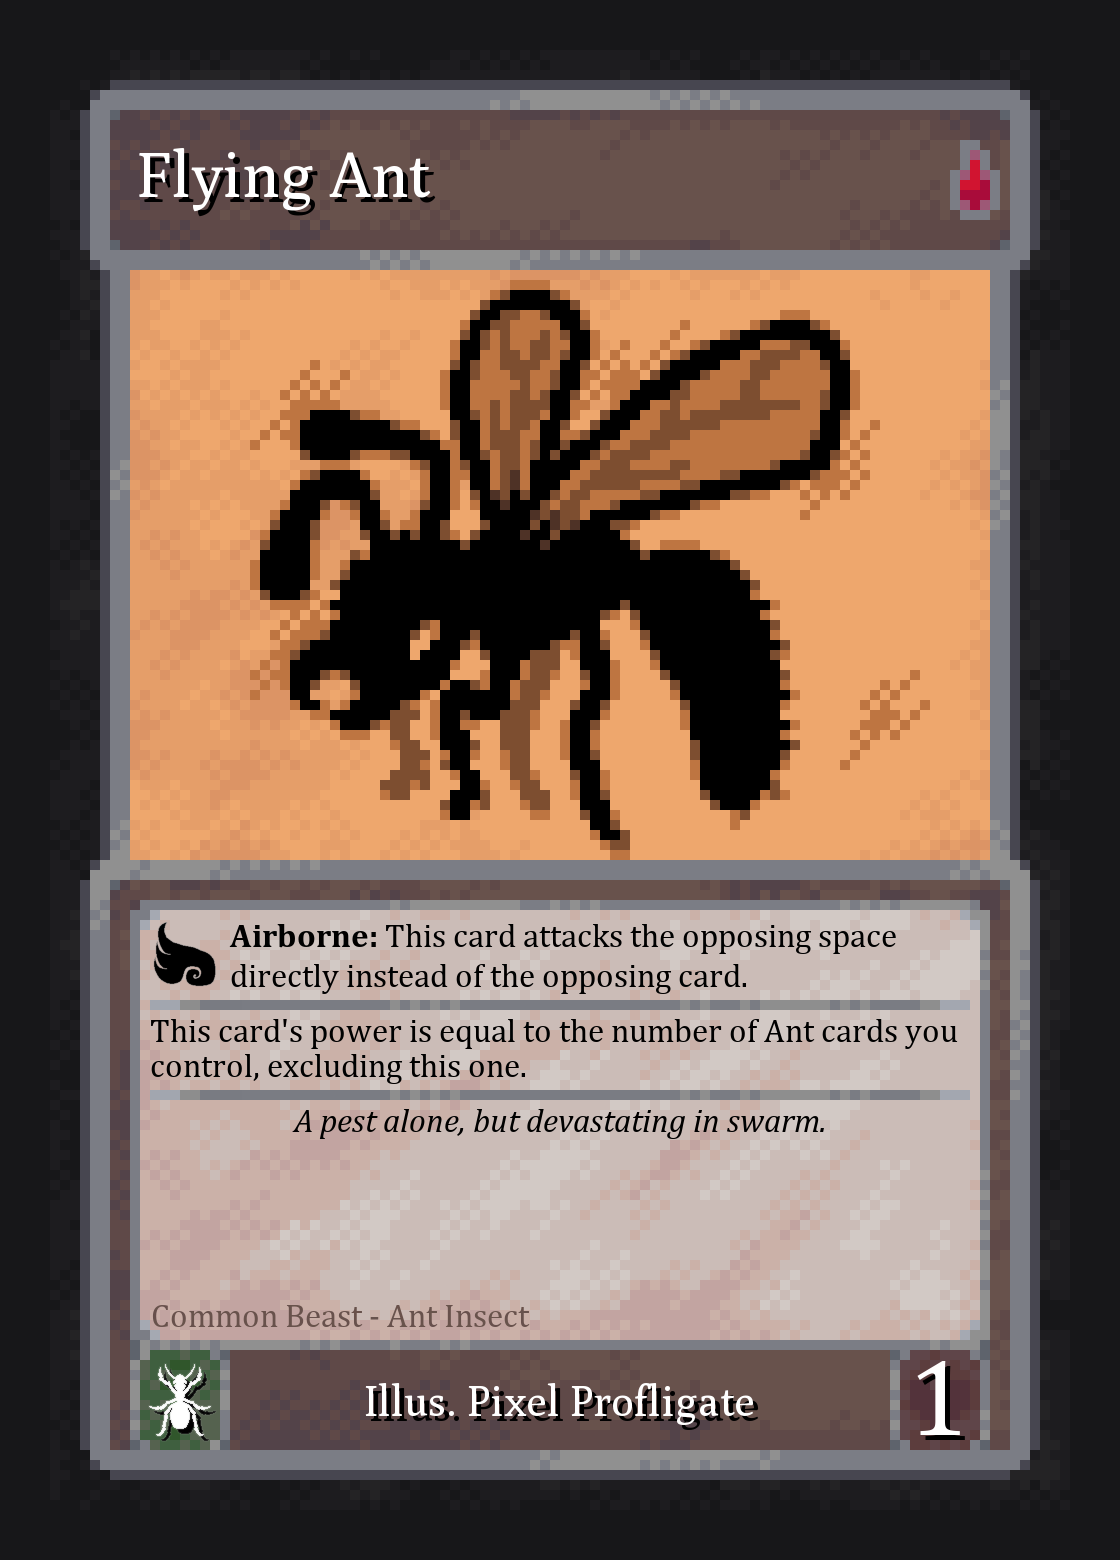 Flying Ant
Airborne: This card attacks the opposing space
directly instead of the opposing card.
This card's power is equal to the number of Ant cards you
control, excluding this one.
A pest alone, but devastating in swarm.
Common Beast - Ant Insect
Illus. Pixel Profligate
1